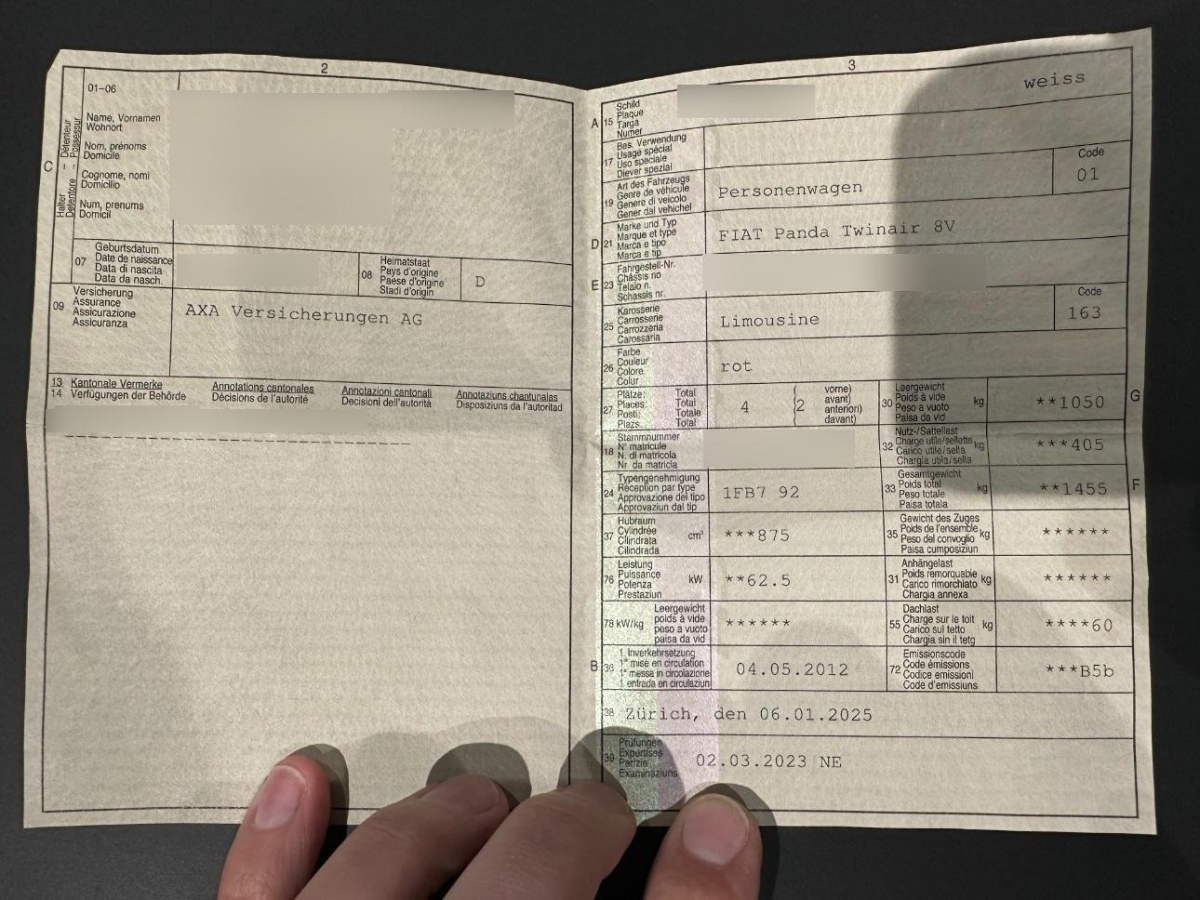 2
01–06
Name, Vornamen
Wohnort
Nom, prénoms
Domicile
Cognome, nomi
Domicilio
Num, prenums
Domicil
C
Halter – Détenteur
Detentore – Possessur
07
Geburtsdatum
Date de naissance
Data di nascita
Data da nasch.
08
Heimatstaat
Pays d'origine
Paese d'origine
Stadi d'origin
D
09
Versicherung
Assurance
Assicurazione
Assicuranza
AXA Versicherungen AG
13 Kantonale Vermerke Annotations cantonales Annotazioni cantonali Annotaziuns chantunalas
14 Verfügungen der Behörde Décisions de l'autorité Decisioni dell'autorità Disposiziuns da l'autoritad
3
weiss
A 15
Schild
Plaque
Targa
Numer
17
Bes. Verwendung
Usage spécial
Uso speciale
Diever spezial
19
Art des Fahrzeugs
Genre de véhicule
Genere di veicolo
Gener dal vehichel
Personenwagen
Code
01
D 21
Marke und Typ
Marque et type
Marca e tipo
Marca e tip
FIAT Panda Twinair 8V
E 23
Fahrgestell-Nr.
Châssis no
Telaio n.
Schassis nr.
25
Karosserie
Carrosserie
Carrozzeria
Carossaria
Limousine
Code
163
26
Farbe
Couleur
Colore
Colur
rot
27
Plätze: Total
Places: Total
Posti: Totale
Plazs: Total
4
(2
vorne)
avant)
anteriori)
davant)
30
Leergewicht
Poids à vide
Peso a vuoto
Paisa da vid
kg
**1050
G
18
Stammnummer
N° matricule
N. di matricola
Nr. da matricla
32
Nutz-/Sattellast
Charge utile/sellette
Carico utile/sella
Chargia utila/sella
kg
***405
24
Typengenehmigung
Réception par type
Approvazione del tipo
Approvaziun dal tip
1FB7 92
33
Gesamtgewicht
Poids total
Peso totale
Paisa totala
kg
**1455
F
37
Hubraum
Cylindrée
Cilindrata
Cilindrada
cm³
***875
35
Gewicht des Zuges
Poids de l'ensemble
Peso del convoglio
Paisa cumposiziun
kg
******
76
Leistung
Puissance
Potenza
Prestaziun
kW
**62.5
31
Anhängelast
Poids remorquable
Carico rimorchiato
Chargia annexa
kg
******
78 kW/kg
Leergewicht
poids à vide
peso a vuoto
paisa da vid
******
55
Dachlast
Charge sur le toit
Carico sul tetto
Chargia sin il tetg
kg
****60
B 36
1. Inverkehrsetzung
1re mise en circulation
1a messa in circolazione
1. entrada en circulaziun
04.05.2012
72
Emissionscode
Code émissions
Codice emissioni
Code d'emissiuns
***B5b
38 Zürich, den 06.01.2025
39
Prüfungen
Expertises
Perizie
Examinaziuns
02.03.2023 NE